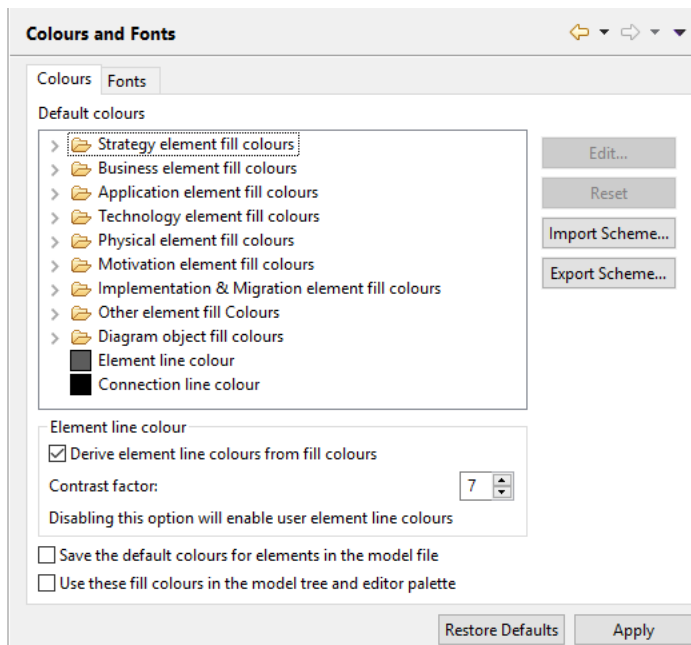 Colours and Fonts
Colours Fonts
Default colours
Strategy element fill colours
Business element fill colours
Application element fill colours
Technology element fill colours
Physical element fill colours
Motivation element fill colours
Implementation & Migration element fill colours
Other element fill Colours
Diagram object fill colours
Element line colour
Connection line colour
Edit...
Reset
Import Scheme...
Export Scheme...
Element line colour
Derive element line colours from fill colours
Contrast factor: 7
Disabling this option will enable user element line colours
Save the default colours for elements in the model file
Use these fill colours in the model tree and editor palette
Restore Defaults Apply